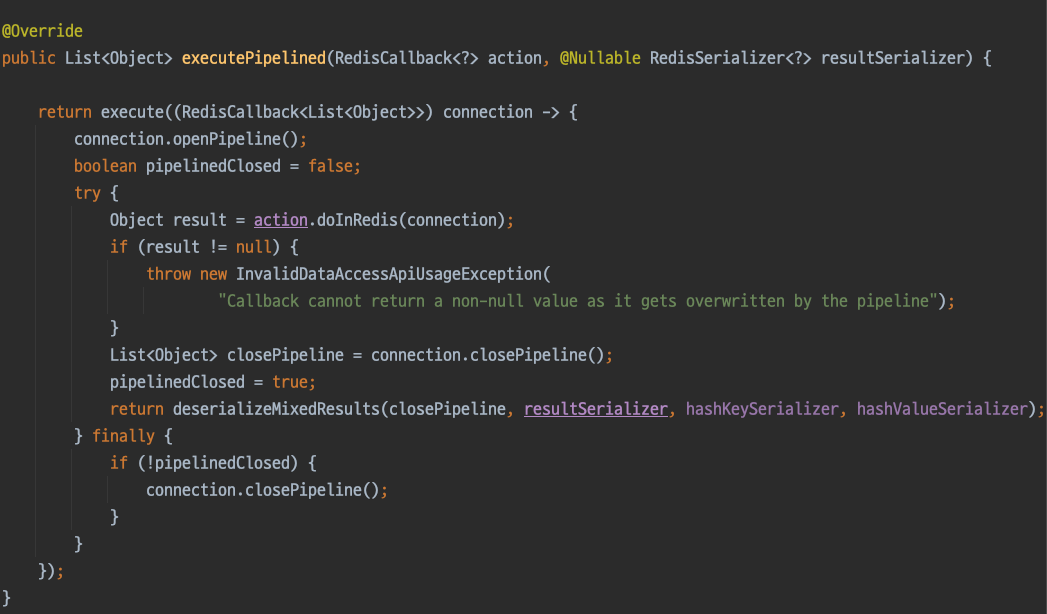 @Override
public List<Object> executePipelined(RedisCallback<?> action, @Nullable RedisSerializer<?> resultSerializer) {
return execute((RedisCallback<List<Object>>) connection -> {
connection.openPipeline();
boolean pipelinedClosed = false;
try {
Object result = action.doInRedis(connection);
if (result != null) {
throw new InvalidDataAccessApiUsageException(
"Callback cannot return a non-null value as it gets overwritten by the pipeline");
}
List<Object> closePipeline = connection.closePipeline();
pipelinedClosed = true;
return deserializeMixedResults(closePipeline, resultSerializer, hashKeySerializer, hashValueSerializer);
} finally {
if (!pipelinedClosed) {
connection.closePipeline();
}
}
});
}